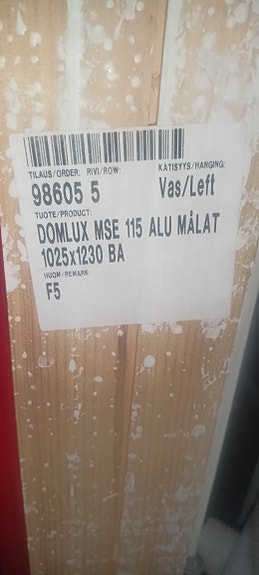 TILAUS/ORDER: RIVI/ROW: KATISYYS/HANGING:
98605 5 Vas/Left
TUOTE/PRODUCT:
DOMLUX MSE 115 ALU MÅLAT
1025x1230 BA
HUOM/REMARK:
F5